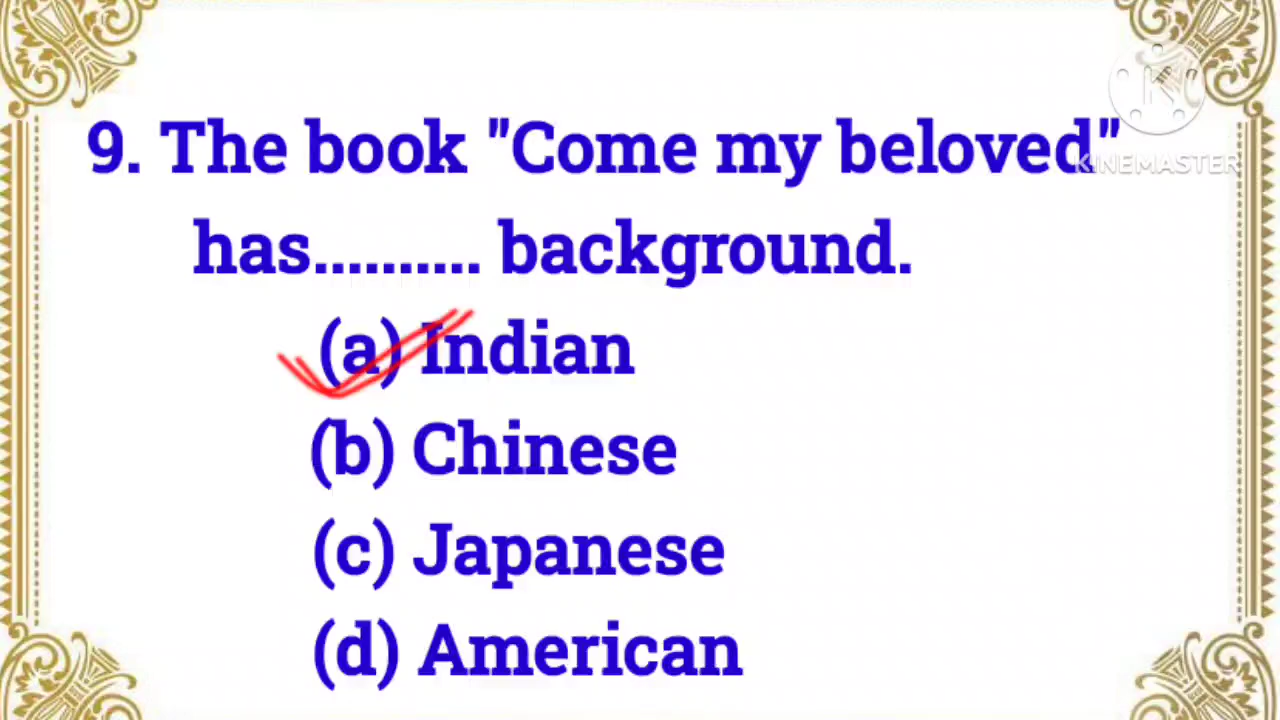 9. The book "Come my beloved"
KINEMASTER
has.......... background.
(a) Indian
(b) Chinese
(c) Japanese
(d) American